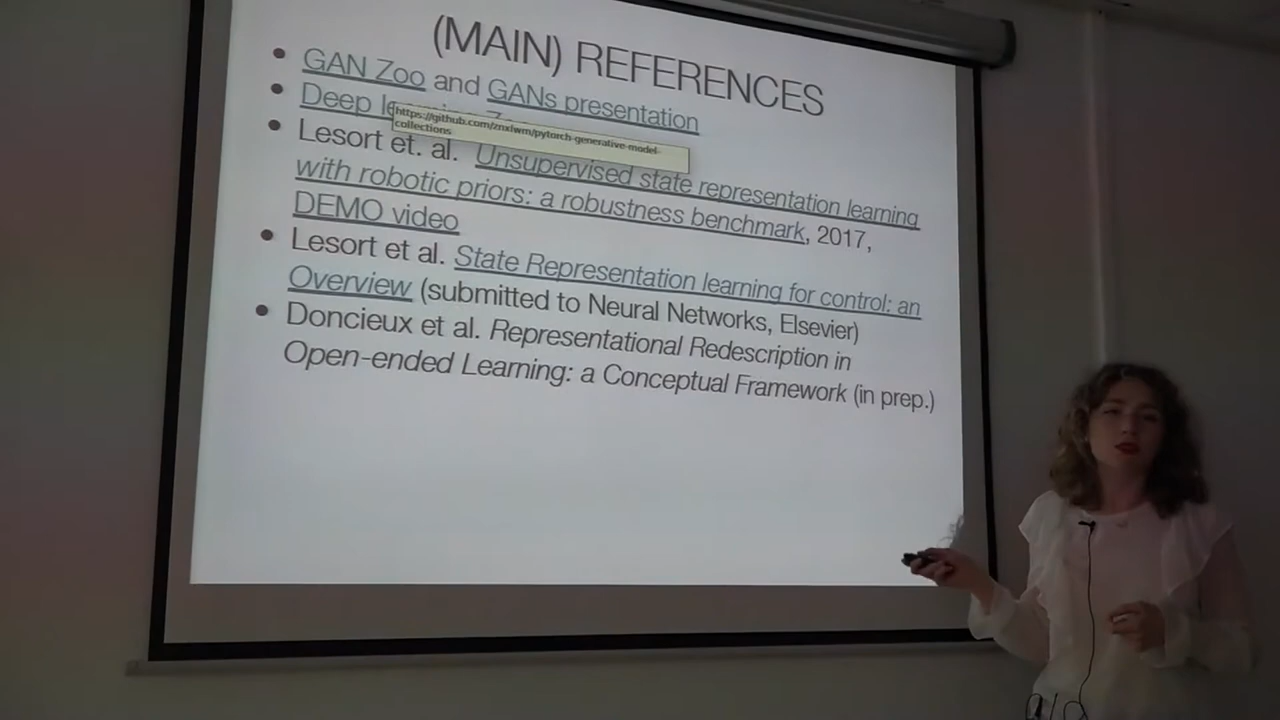 (MAIN) REFERENCES
• GAN Zoo and GANs presentation
• Deep
https://github.com/znxlwm/pytorch-generative-model-
collections
• Lesort et. al. Unsupervised state representation learning
with robotic priors: a robustness benchmark, 2017,
DEMO video
• Lesort et al. State Representation learning for control: an
Overview (submitted to Neural Networks, Elsevier)
• Doncieux et al. Representational Redescription in
Open-ended Learning: a Conceptual Framework (in prep.)